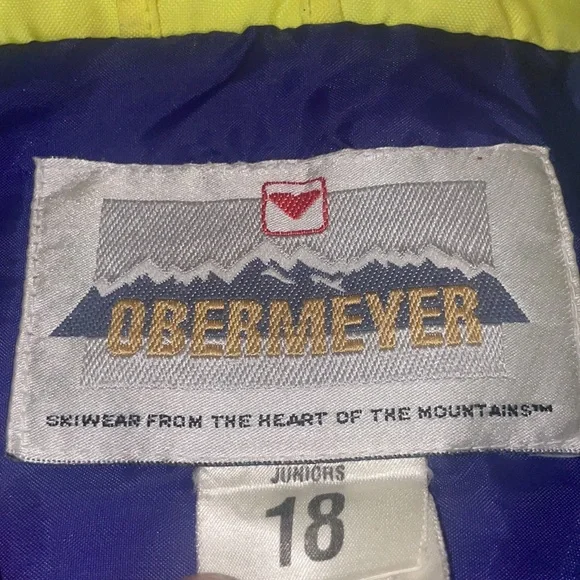 OBERMEYER
SKIWEAR FROM THE HEART OF THE MOUNTAINS™
JUNIORS
18